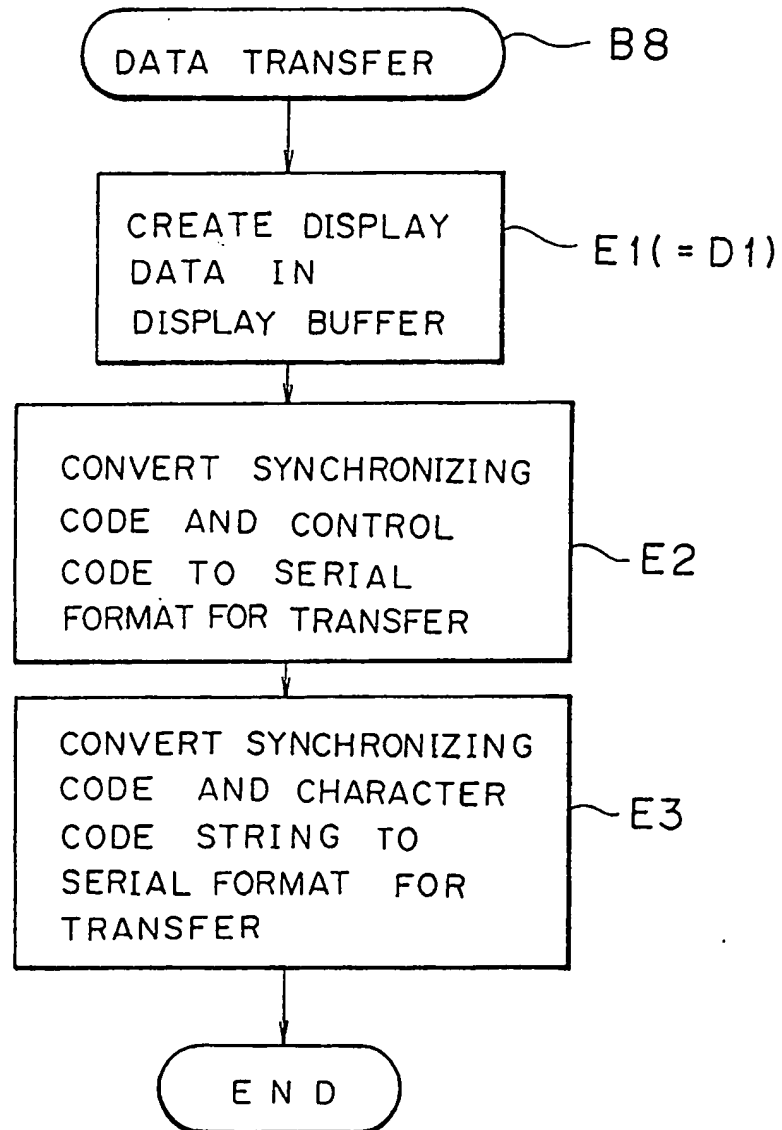 DATA TRANSFER
B8
CREATE DISPLAY
DATA IN
DISPLAY BUFFER
E1(=D1)
CONVERT SYNCHRONIZING
CODE AND CONTROL
CODE TO SERIAL
FORMAT FOR TRANSFER
E2
CONVERT SYNCHRONIZING
CODE AND CHARACTER
CODE STRING TO
SERIAL FORMAT FOR
TRANSFER
E3
END